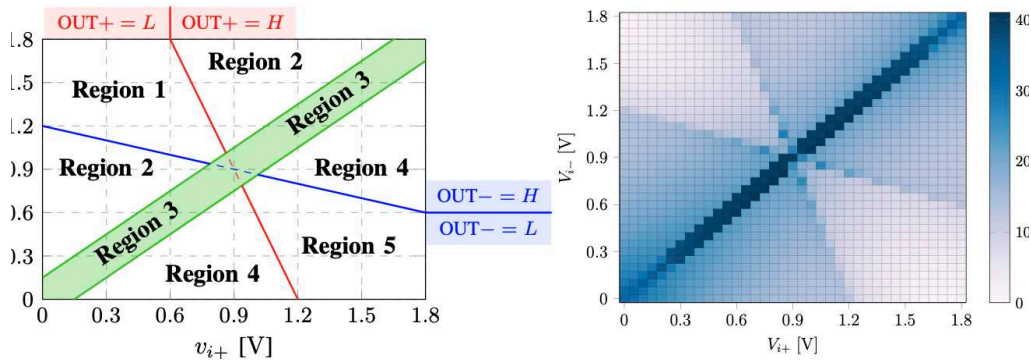 OUT+ = L OUT+ = H
1.8
1.5
1.2
0.9
0.6
0.3
0
Region 1
Region 2
Region 3
Region 2
Region 4
Region 3
Region 5
Region 4
OUT− = H
OUT− = L
0 0.3 0.6 0.9 1.2 1.5 1.8
v_{i+} [V]
1.8
1.5
1.2
0.9
0.6
0.3
0
V_{i-} [V]
0 0.3 0.6 0.9 1.2 1.5 1.8
V_{i+} [V]
40
30
20
10
0